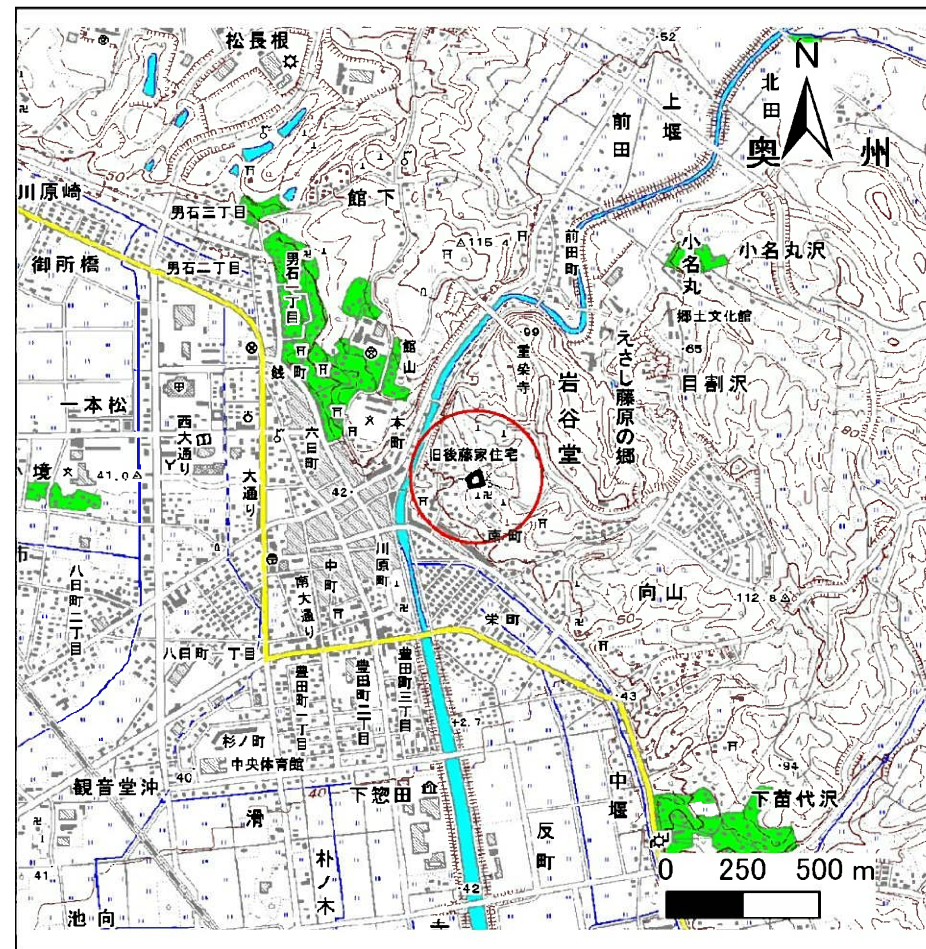 松長根
52
上堰
前田
北田
N
奥州
川原崎
男石三丁目
館下
御所橋
男石二丁目
男石一丁目
115.4
前田町
小名丸
小名丸沢
郷土文化館
99
重栄寺
65
えさし藤原の郷
岩谷堂
目割沢
館山
銭町
一本松
西大通り
大通り
六日町
本町
旧後藤家住宅
80
境
41.0
42
南町
市
八日町二丁目
中町
川原町
南大通り
向山
112.8
50
栄町
八日町一丁目
豊田町一丁目
豊田町二丁目
豊田町三丁目
43
杉ノ町
中央体育館
+2.7
観音堂沖
40
40
下惣田
中堰
94
下苗代沢
滑
朴ノ木
反町
41
42
池向
0 250 500 m